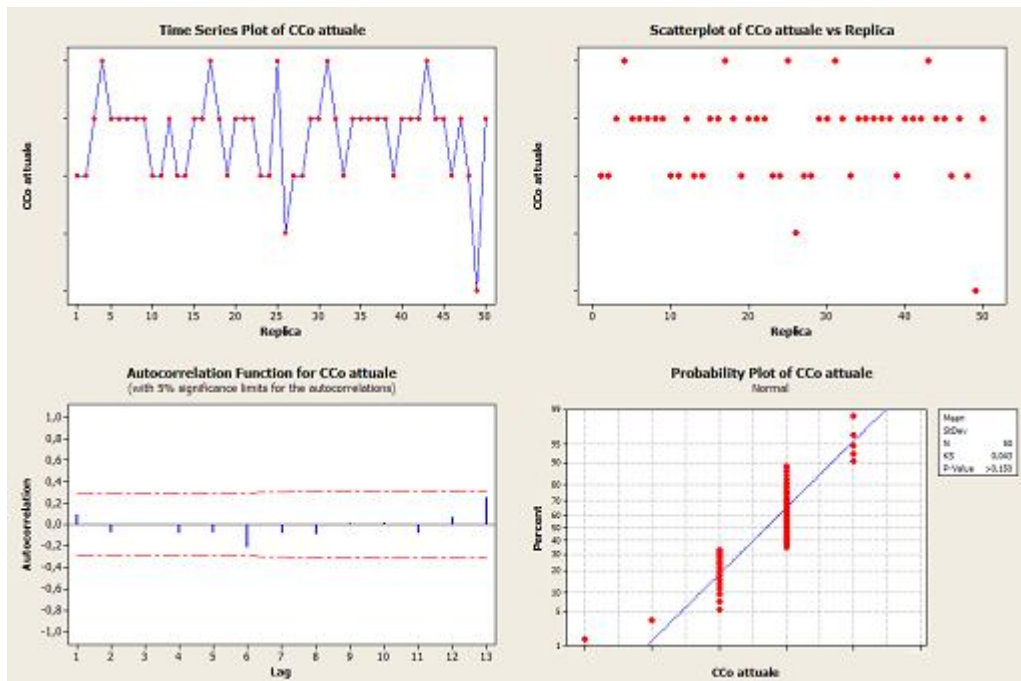 Time Series Plot of CCo attuale
CCo attuale
1 5 10 15 20 25 30 35 40 45 50
Replica
Scatterplot of CCo attuale vs Replica
CCo attuale
0 10 20 30 40 50
Replica
Autocorrelation Function for CCo attuale
(with 5% significance limits for the autocorrelations)
Autocorrelation
1,0
0,8
0,6
0,4
0,2
0,0
-0,2
-0,4
-0,6
-0,8
-1,0
1 2 3 4 5 6 7 8 9 10 11 12 13
Lag
Probability Plot of CCo attuale
Normal
Percent
99
95
90
80
70
60
50
40
30
20
10
5
1
CCo attuale
Mean
StDev
N
KS
P-Value >0,150